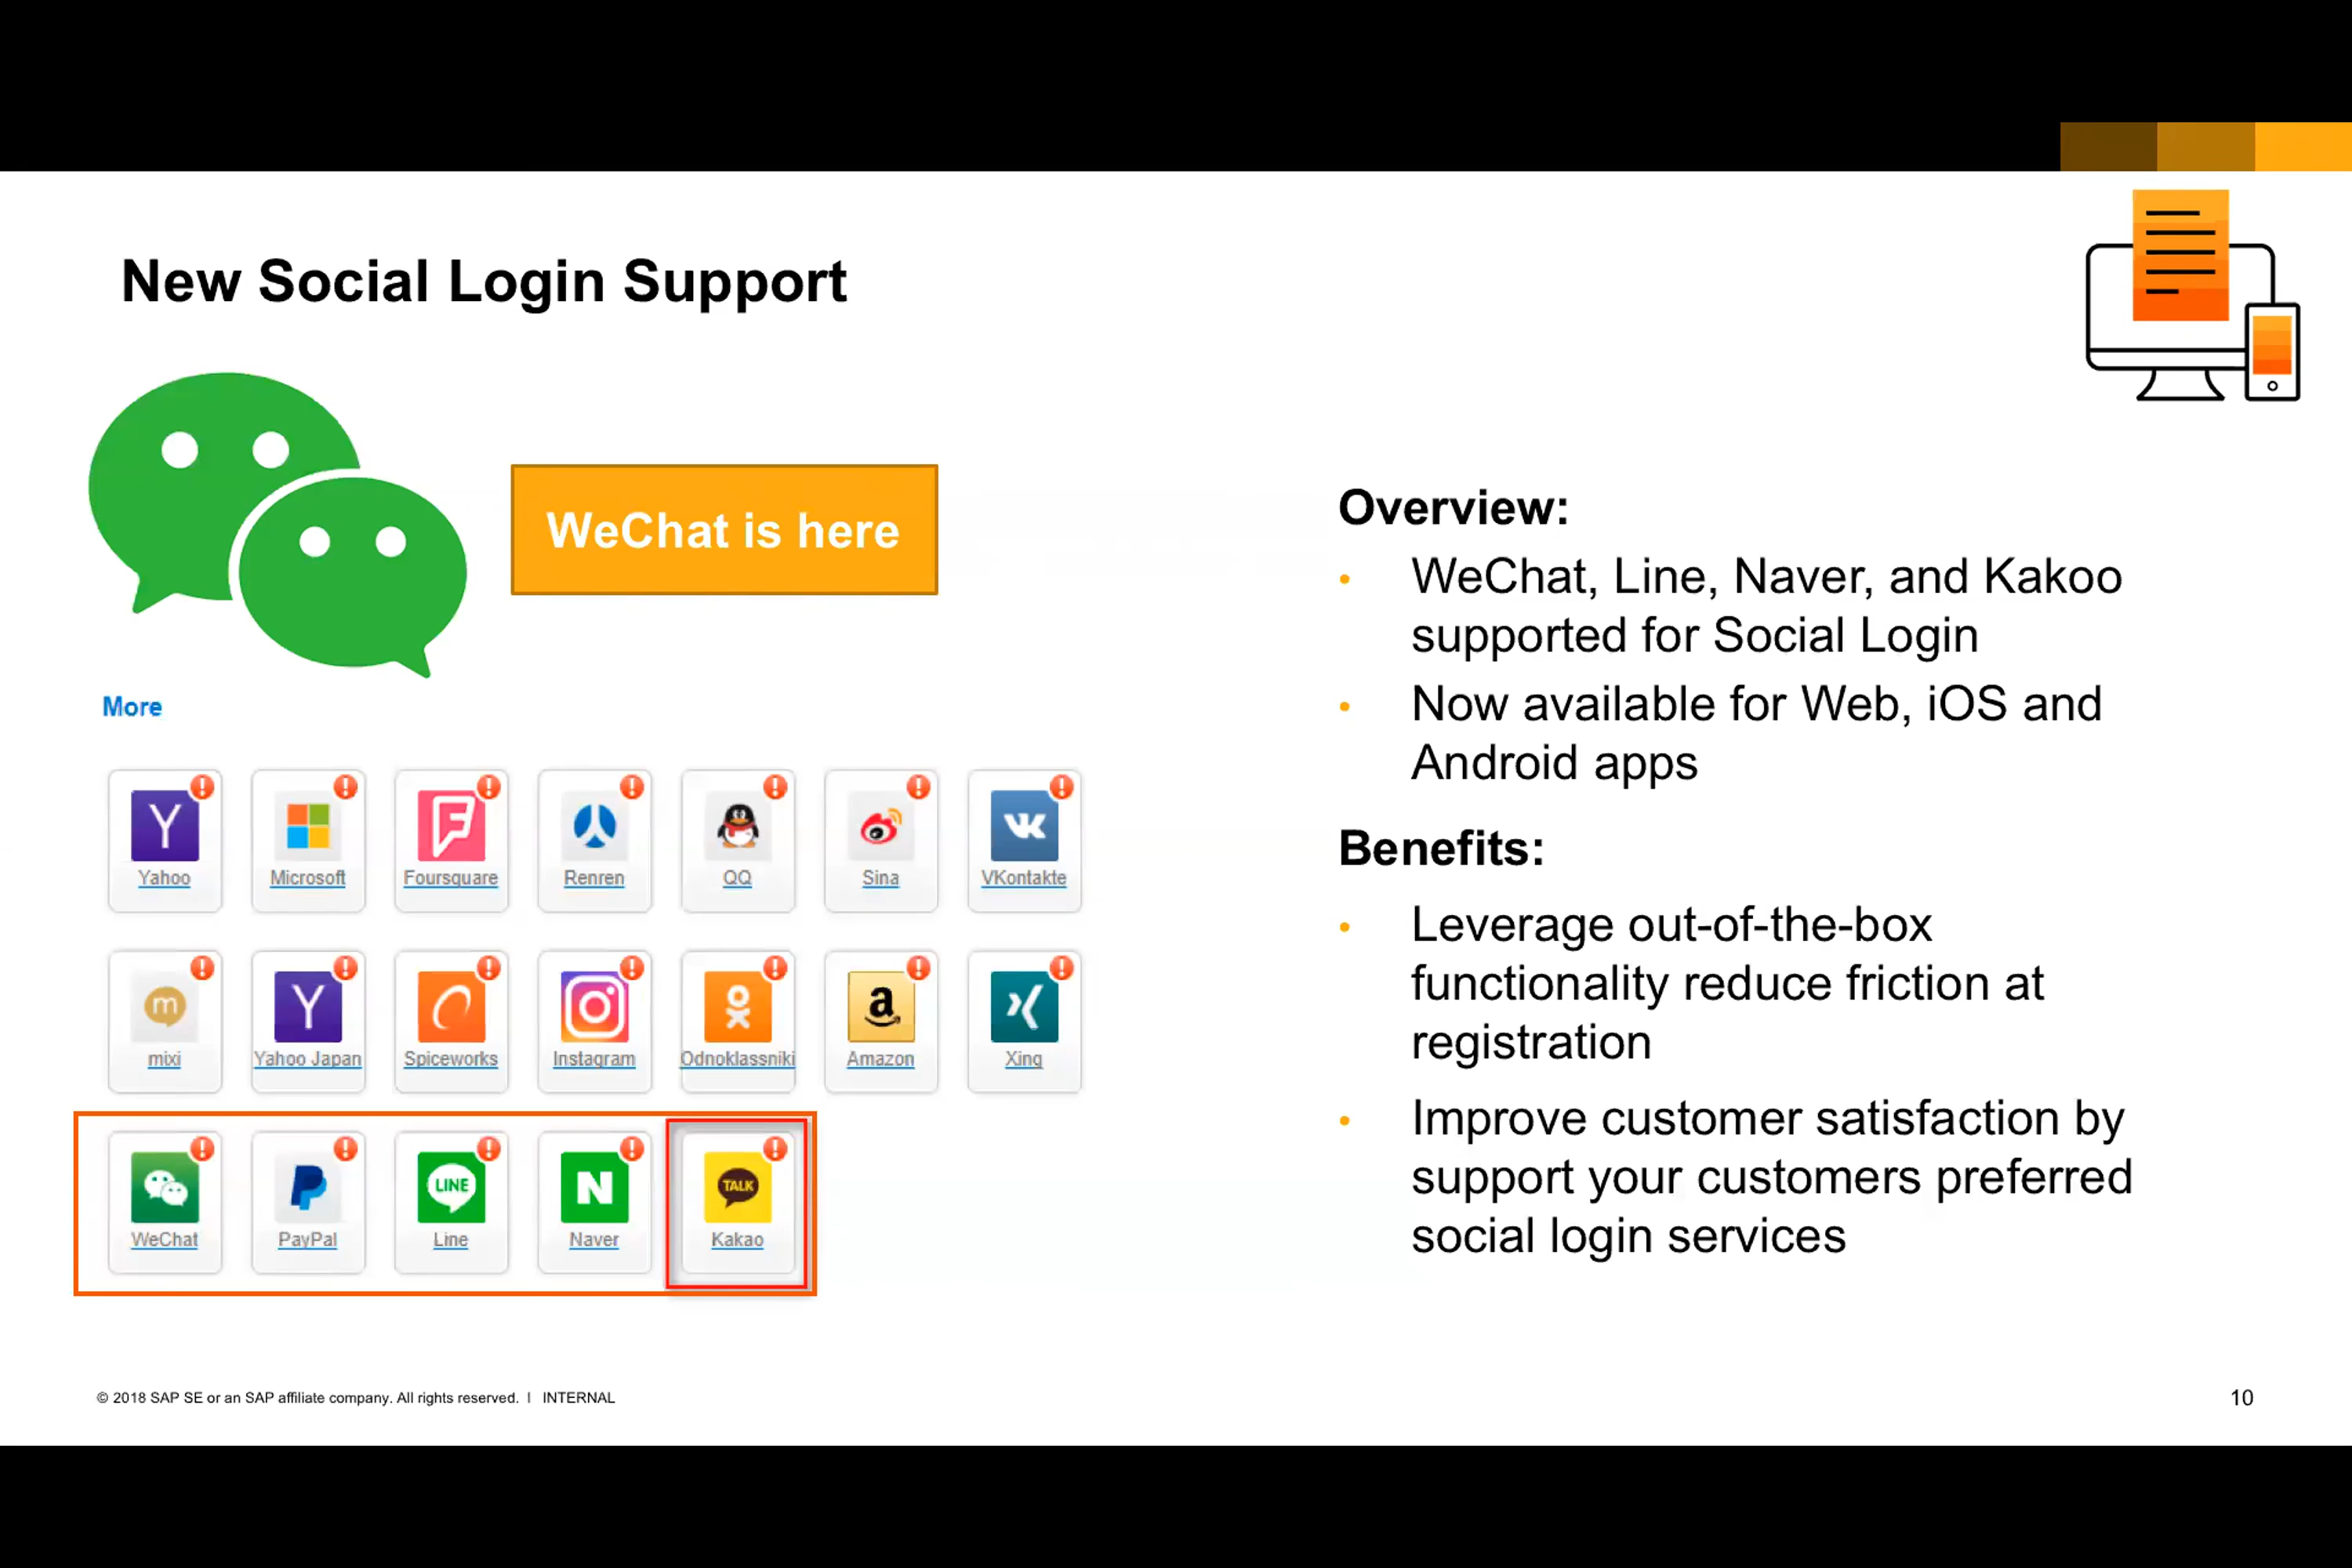 New Social Login Support
WeChat is here
More
Yahoo
Microsoft
Foursquare
Renren
QQ
Sina
VKontakte
mixi
Yahoo Japan
Spiceworks
Instagram
Odnoklassniki
Amazon
Xing
LINE
TALK
WeChat
PayPal
Line
Naver
Kakao
Overview:
• WeChat, Line, Naver, and Kakoo
supported for Social Login
• Now available for Web, iOS and
Android apps
Benefits:
• Leverage out-of-the-box
functionality reduce friction at
registration
• Improve customer satisfaction by
support your customers preferred
social login services
© 2018 SAP SE or an SAP affiliate company. All rights reserved. | INTERNAL
10